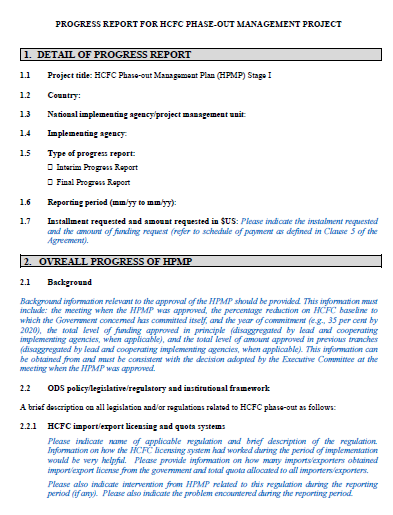 PROGRESS REPORT FOR HCFC PHASE-OUT MANAGEMENT PROJECT
1. DETAIL OF PROGRESS REPORT
1.1 Project title: HCFC Phase-out Management Plan (HPMP) Stage I
1.2 Country:
1.3 National implementing agency/project management unit:
1.4 Implementing agency:
1.5 Type of progress report:
□ Interim Progress Report
□ Final Progress Report
1.6 Reporting period (mm/yy to mm/yy):
1.7 Installment requested and amount requested in $US: Please indicate the instalment requested
and the amount of funding request (refer to schedule of payment as defined in Clause 5 of the
Agreement).
2. OVREALL PROGRESS OF HPMP
2.1 Background
Background information relevant to the approval of the HPMP should be provided. This information must
include: the meeting when the HPMP was approved, the percentage reduction on HCFC baseline to
which the Government concerned has committed itself, and the year of commitment (e.g., 35 per cent by
2020), the total level of funding approved in principle (disaggregated by lead and cooperating
implementing agencies, when applicable), and the total level of amount approved in previous tranches
(disaggregated by lead and cooperating implementing agencies, when applicable). This information can
be obtained from and must be consistent with the decision adopted by the Executive Committee at the
meeting when the HPMP was approved.
2.2 ODS policy/legislative/regulatory and institutional framework
A brief description on all legislation and/or regulations related to HCFC phase-out as follows:
2.2.1 HCFC import/export licensing and quota systems
Please indicate name of applicable regulation and brief description of the regulation.
Information on how the HCFC licensing system had worked during the period of implementation
would be very helpful. Please provide information on how many imports/exporters obtained
import/export license from the government and total quota allocated to all importers/exporters.
Please also indicate intervention from HPMP related to this regulation during the reporting
period (if any). Please also indicate the problem encountered during the reporting period.